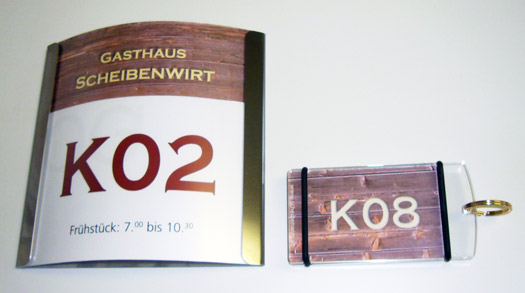 GASTHAUS
SCHEIBENWIRT
K02
Frühstück: 7.00 bis 10.30
K08